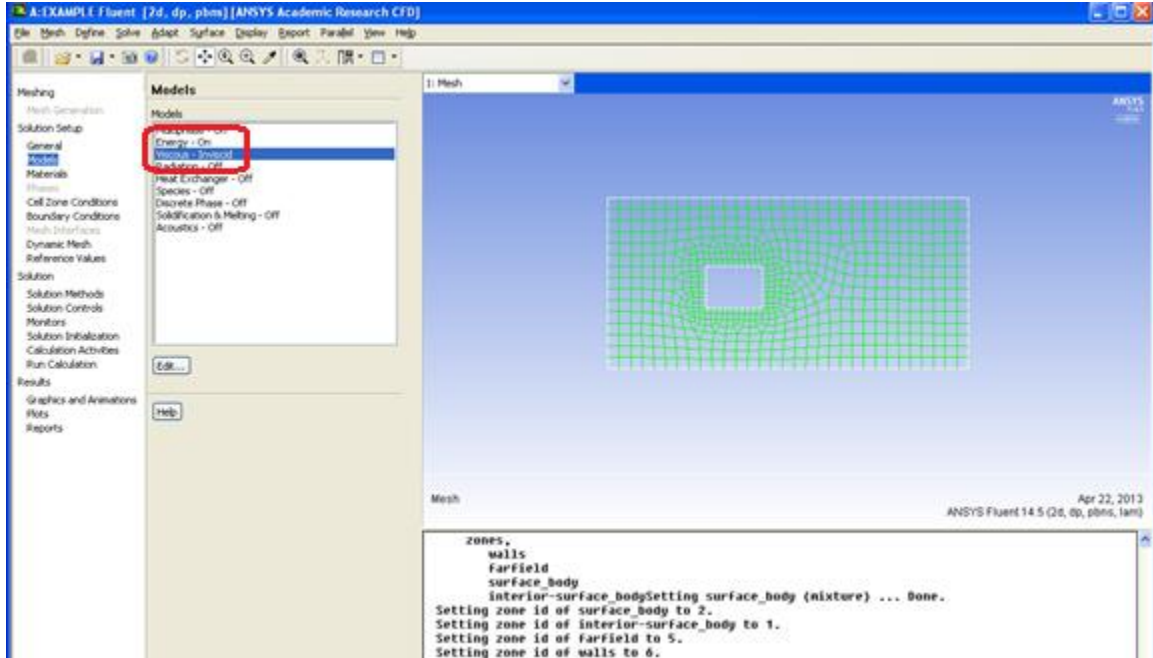 A:EXAMPLE Fluent [2d, dp, pbns] [ANSYS Academic Research CFD]
File Mesh Define Solve Adapt Surface Display Report Parallel View Help
Meshing
Mesh Generation
Solution Setup
General
Models
Materials
Phases
Cell Zone Conditions
Boundary Conditions
Mesh Interfaces
Dynamic Mesh
Reference Values
Solution
Solution Methods
Solution Controls
Monitors
Solution Initialization
Calculation Activities
Run Calculation
Results
Graphics and Animations
Plots
Reports
Models
Models
Multiphase - On
Energy - On
Viscous - Inviscid
Radiation - Off
Heat Exchanger - Off
Species - Off
Discrete Phase - Off
Solidification & Melting - Off
Acoustics - Off
Edit...
Help
1: Mesh
ANSYS
Mesh
Apr 22, 2013
ANSYS Fluent 14.5 (2d, dp, pbns, lam)
zones,
walls
farfield
surface_body
interior-surface_bodySetting surface_body (mixture) ... Done.
Setting zone id of surface_body to 2.
Setting zone id of interior-surface_body to 1.
Setting zone id of farfield to 5.
Setting zone id of walls to 6.